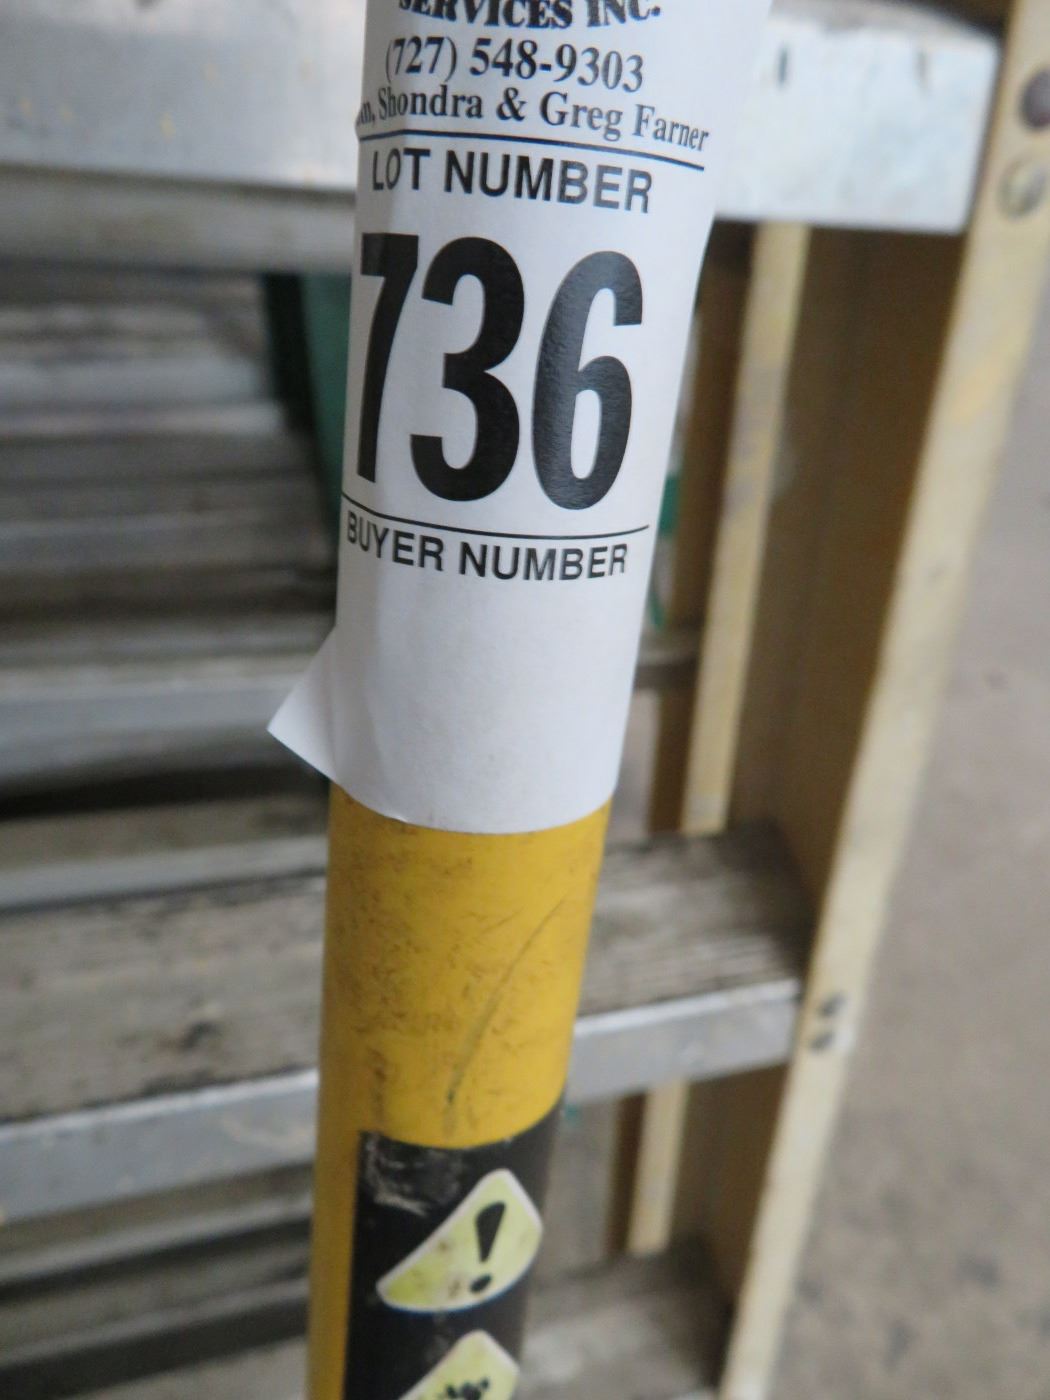 SERVICES INC.
(727) 548-9303
Shondra & Greg Farner
LOT NUMBER
736
BUYER NUMBER
!